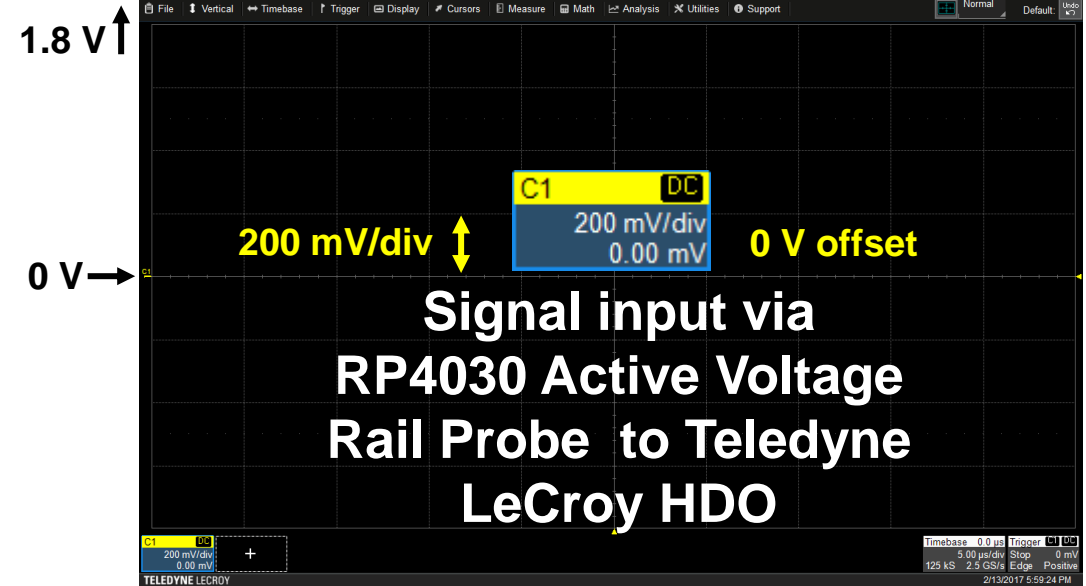 File Vertical Timebase Trigger Display Cursors Measure Math Analysis Utilities Support Normal Default: Undo
1.8 V
C1 DC
200 mV/div
0.00 mV
200 mV/div
0 V offset
0 V
C1
Signal input via
RP4030 Active Voltage
Rail Probe to Teledyne
LeCroy HDO
C1 DC
200 mV/div
0.00 mV
+
Timebase 0.0 µs
5.00 µs/div
125 kS 2.5 GS/s
Trigger C1 DC
Stop 0 mV
Edge Positive
TELEDYNE LECROY
2/13/2017 5:59:24 PM